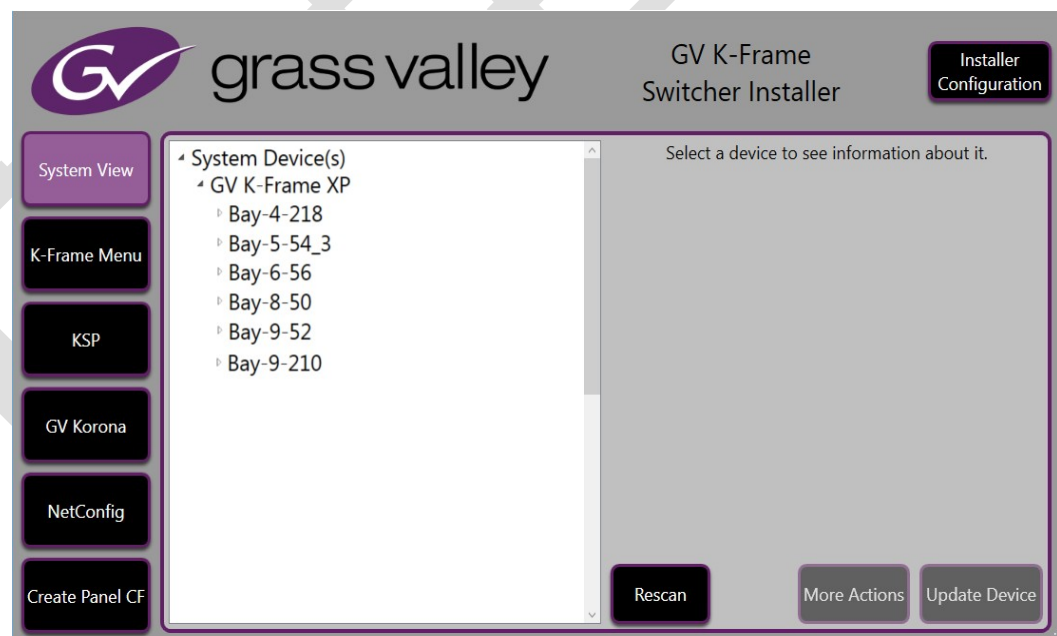 GV grass valley
GV K-Frame
Switcher Installer
Installer
Configuration
System View
K-Frame Menu
KSP
GV Korona
NetConfig
Create Panel CF
System Device(s)
GV K-Frame XP
Bay-4-218
Bay-5-54_3
Bay-6-56
Bay-8-50
Bay-9-52
Bay-9-210
Select a device to see information about it.
Rescan
More Actions
Update Device